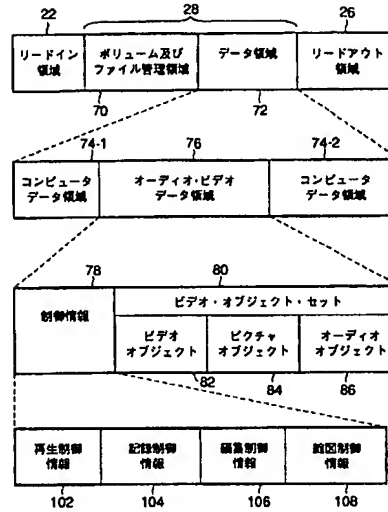 22
28
26
リードイン
領域
ボリューム及び
ファイル管理領域
データ領域
リードアウト
領域
70
72
74-1
76
74-2
コンピュータ
データ領域
オーディオ・ビデオ
データ領域
コンピュータ
データ領域
78
80
制御情報
ビデオ・オブジェクト・セット
ビデオ
オブジェクト
ピクチャ
オブジェクト
オーディオ
オブジェクト
82
84
86
再生制御
情報
記録制御
情報
編集制御
情報
縮図制御
情報
102
104
106
108